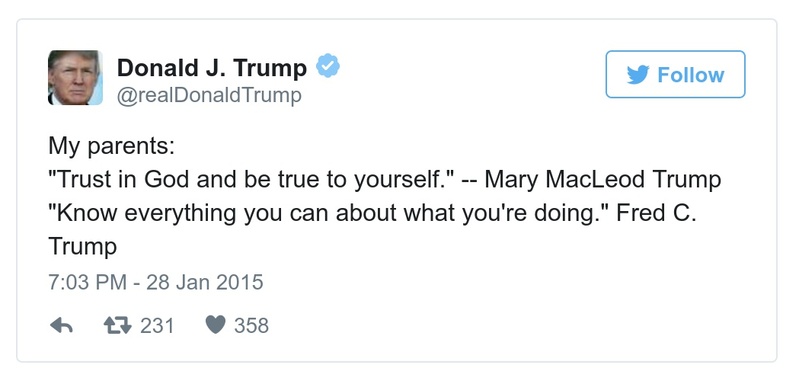 Donald J. Trump
@realDonaldTrump
Follow
My parents:
"Trust in God and be true to yourself." -- Mary MacLeod Trump
"Know everything you can about what you're doing." Fred C.
Trump
7:03 PM - 28 Jan 2015
231 358